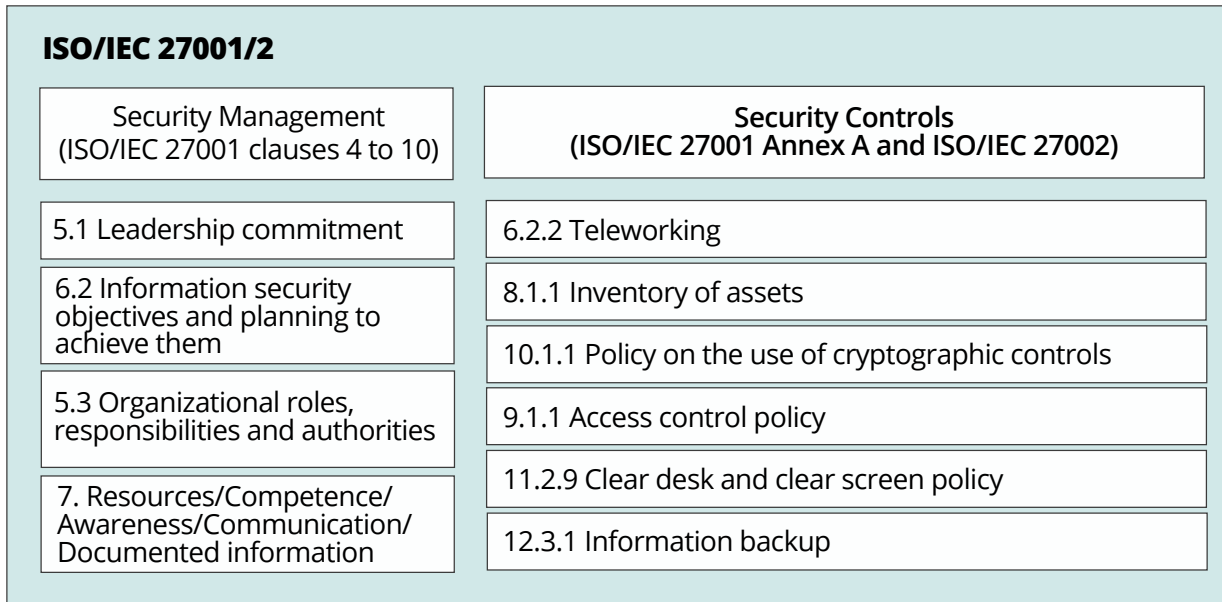 ISO/IEC 27001/2
Security Management
(ISO/IEC 27001 clauses 4 to 10)
5.1 Leadership commitment
6.2 Information security
objectives and planning to
achieve them
5.3 Organizational roles,
responsibilities and authorities
7. Resources/Competence/
Awareness/Communication/
Documented information
Security Controls
(ISO/IEC 27001 Annex A and ISO/IEC 27002)
6.2.2 Teleworking
8.1.1 Inventory of assets
10.1.1 Policy on the use of cryptographic controls
9.1.1 Access control policy
11.2.9 Clear desk and clear screen policy
12.3.1 Information backup